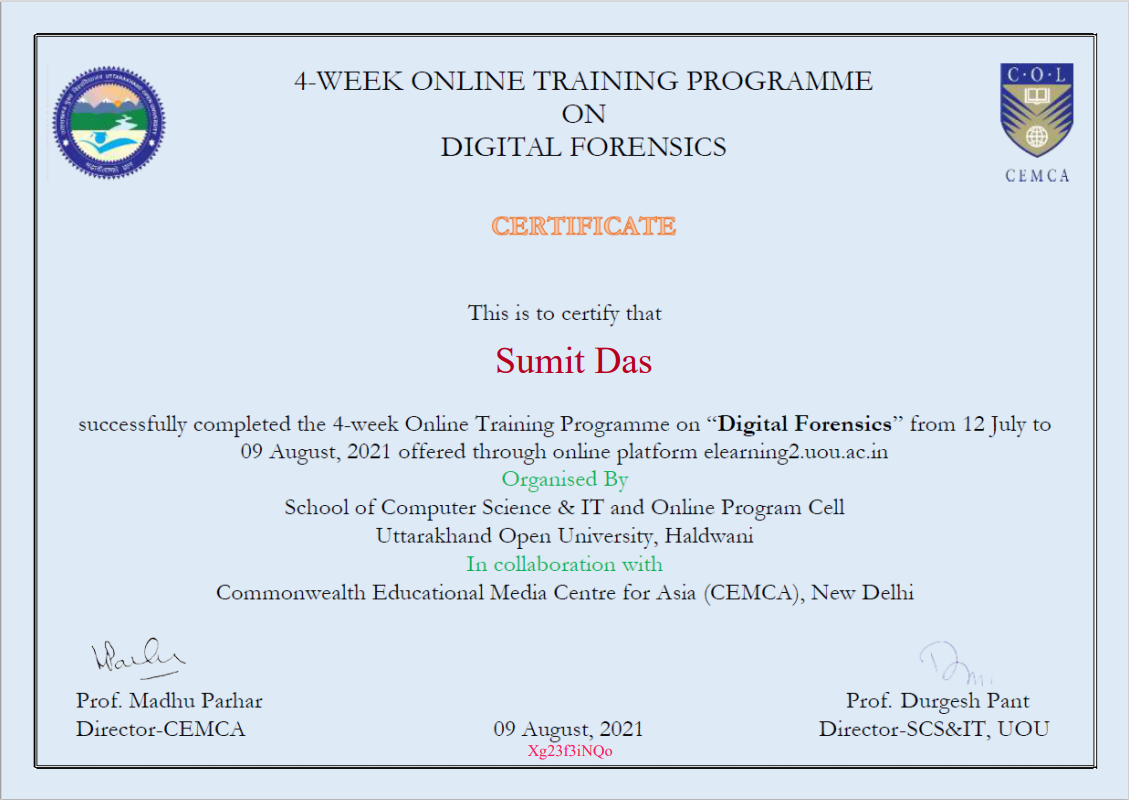 4-WEEK ONLINE TRAINING PROGRAMME
ON
DIGITAL FORENSICS
C·O·L
CEMCA
CERTIFICATE
This is to certify that
Sumit Das
successfully completed the 4-week Online Training Programme on “Digital Forensics” from 12 July to
09 August, 2021 offered through online platform elearning2.uou.ac.in
Organised By
School of Computer Science & IT and Online Program Cell
Uttarakhand Open University, Haldwani
In collaboration with
Commonwealth Educational Media Centre for Asia (CEMCA), New Delhi
Prof. Madhu Parhar
Director-CEMCA
09 August, 2021
Xg23f3iNQo
Prof. Durgesh Pant
Director-SCS&IT, UOU